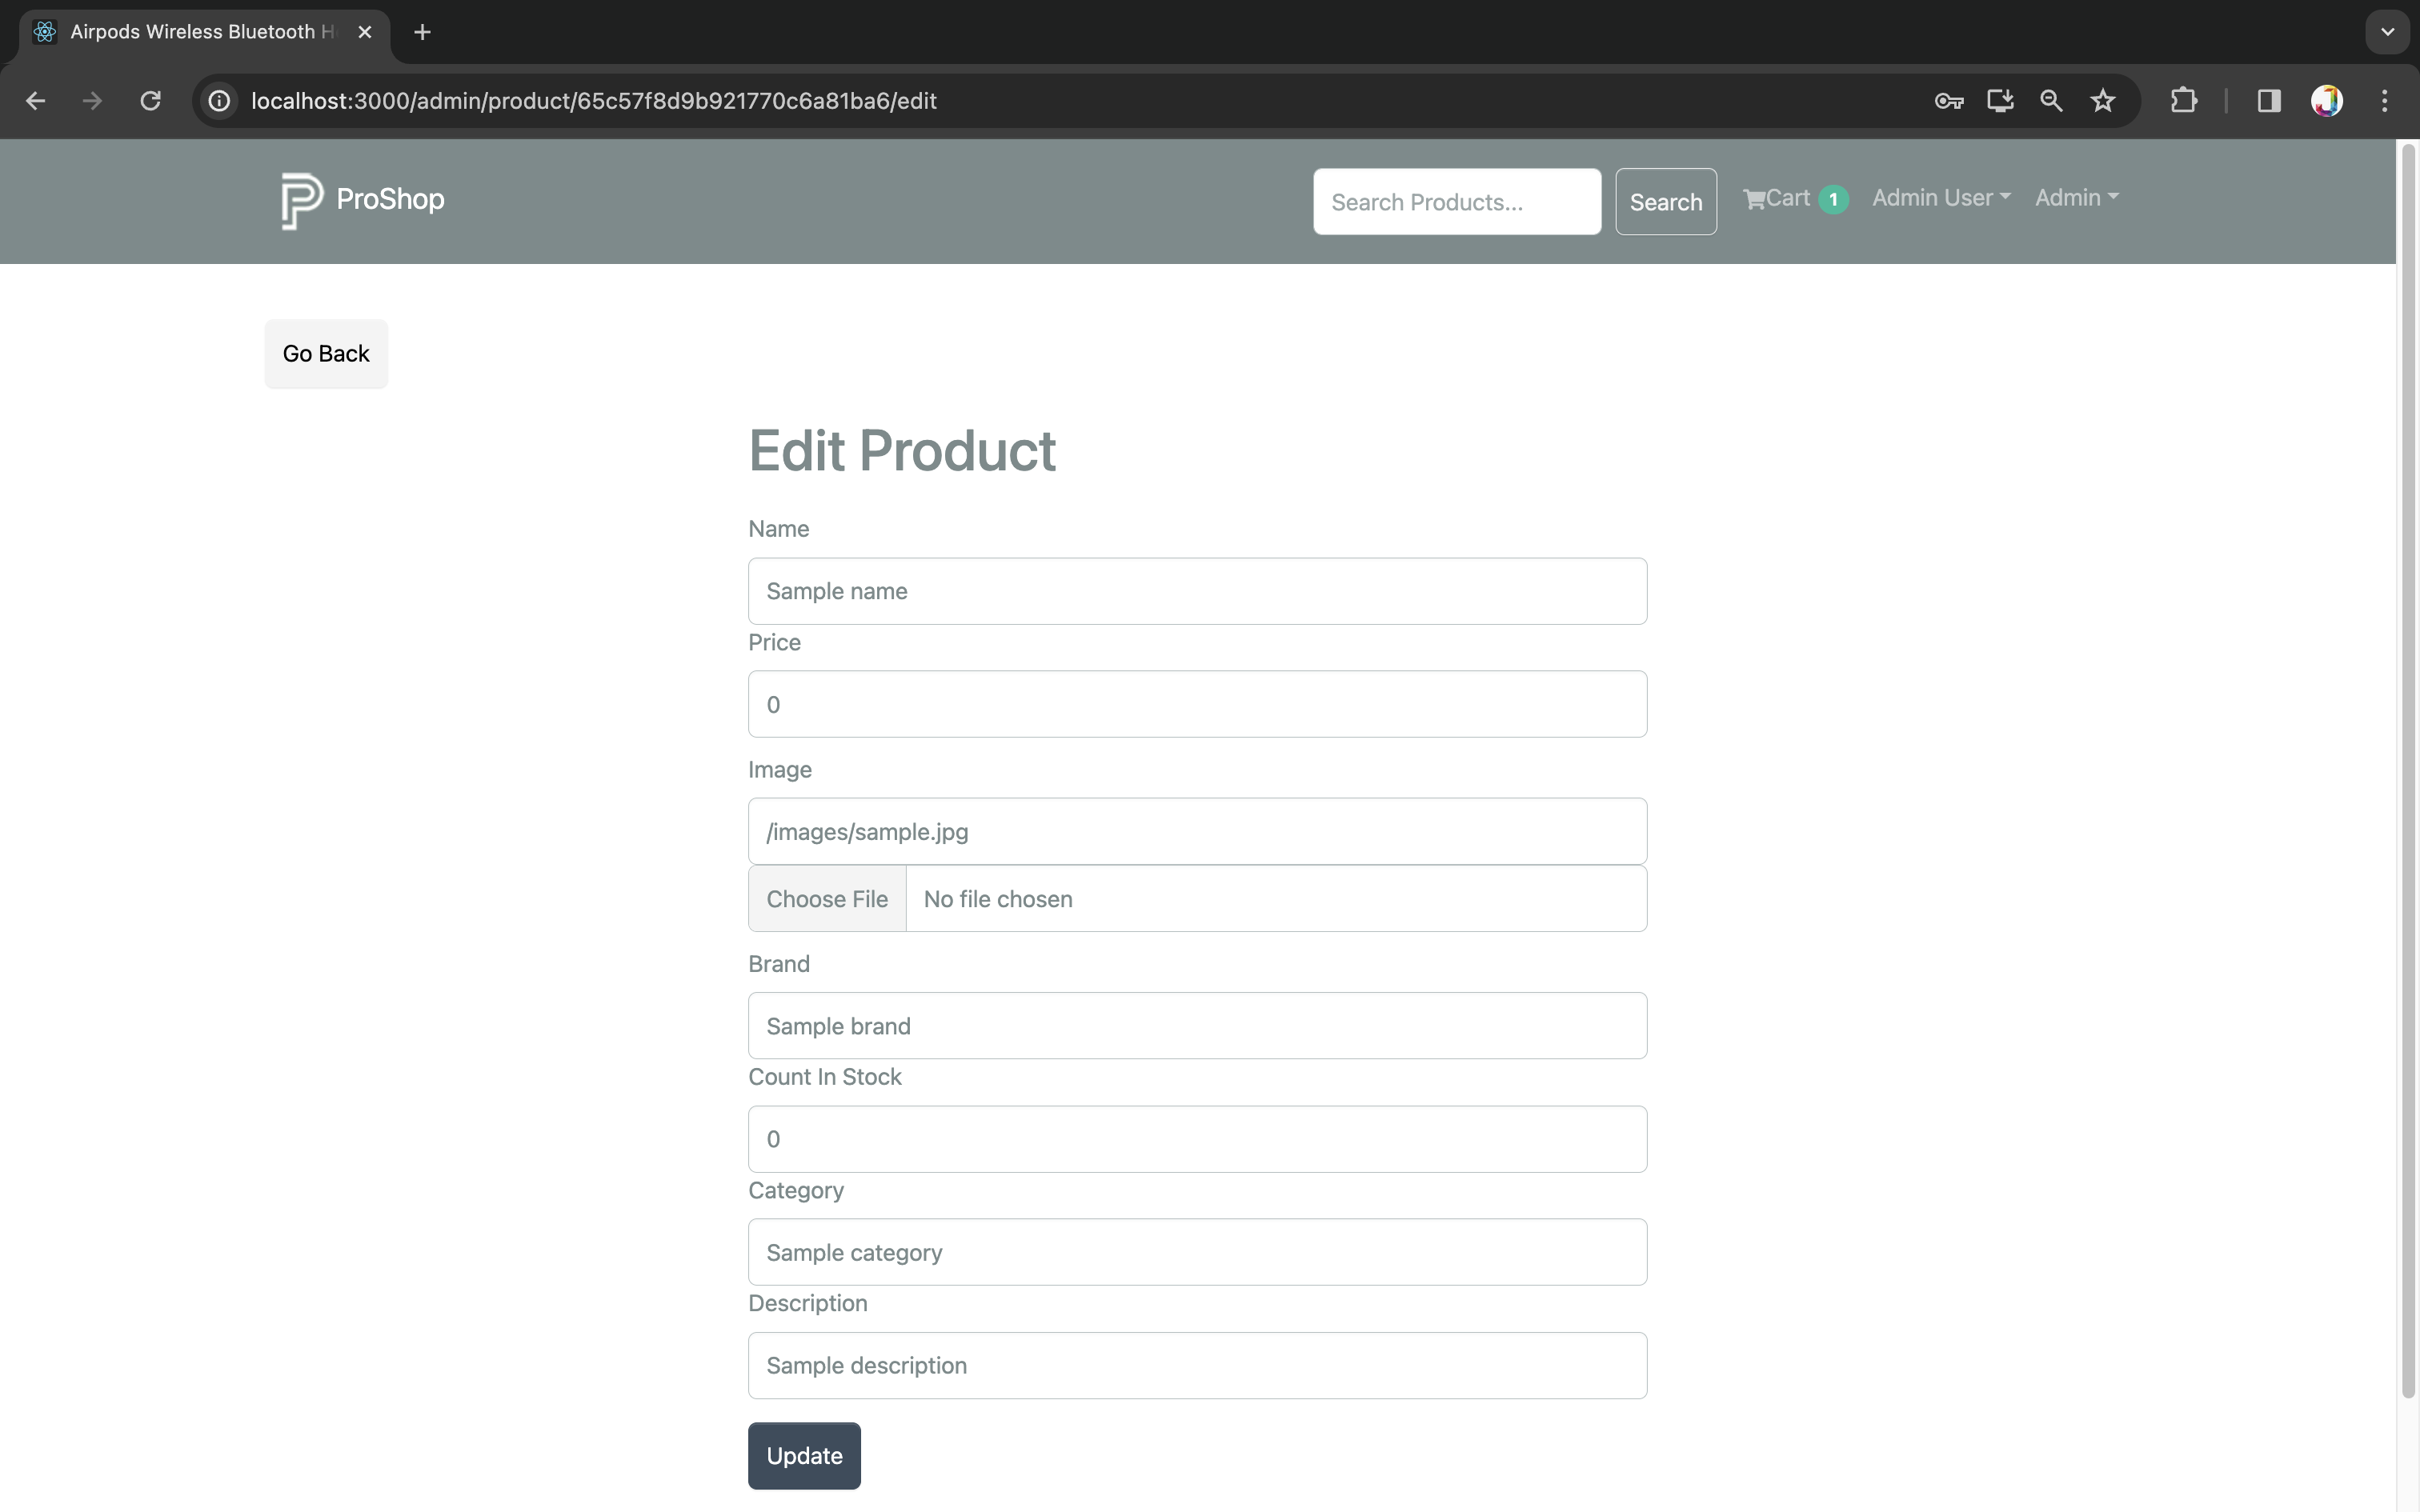 Airpods Wireless Bluetooth H
localhost:3000/admin/product/65c57f8d9b921770c6a81ba6/edit
ProShop
Search Products...
Search
Cart 1
Admin User
Admin
Go Back
Edit Product
Name
Sample name
Price
0
Image
/images/sample.jpg
Choose File No file chosen
Brand
Sample brand
Count In Stock
0
Category
Sample category
Description
Sample description
Update